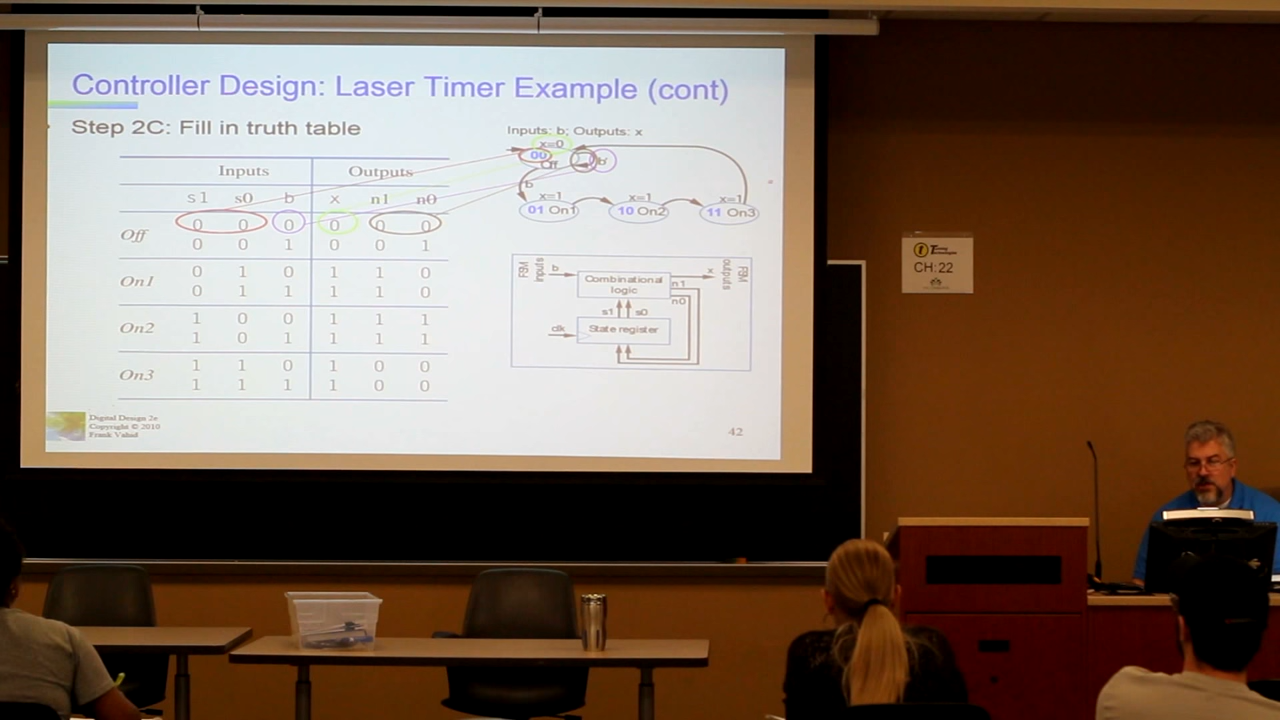 Controller Design: Laser Timer Example (cont)
Step 2C: Fill in truth table
Inputs: b; Outputs: x
Inputs Outputs
s1 s0 b x n1 n0
Off
0 0 0 0 0 0
0 0 1 0 0 1
On1
0 1 0 1 1 0
0 1 1 1 1 0
On2
1 0 0 1 1 1
1 0 1 1 1 1
On3
1 1 0 1 0 0
1 1 1 1 0 0
x=0
00
Off
b'
b
x=1
01 On1
x=1
10 On2
x=1
11 On3
FSM inputs
b
Combinational logic
x
FSM outputs
n1
n0
s1 s0
clk
State register
Digital Design 2e
Copyright © 2010
Frank Vahid
42
CH:22